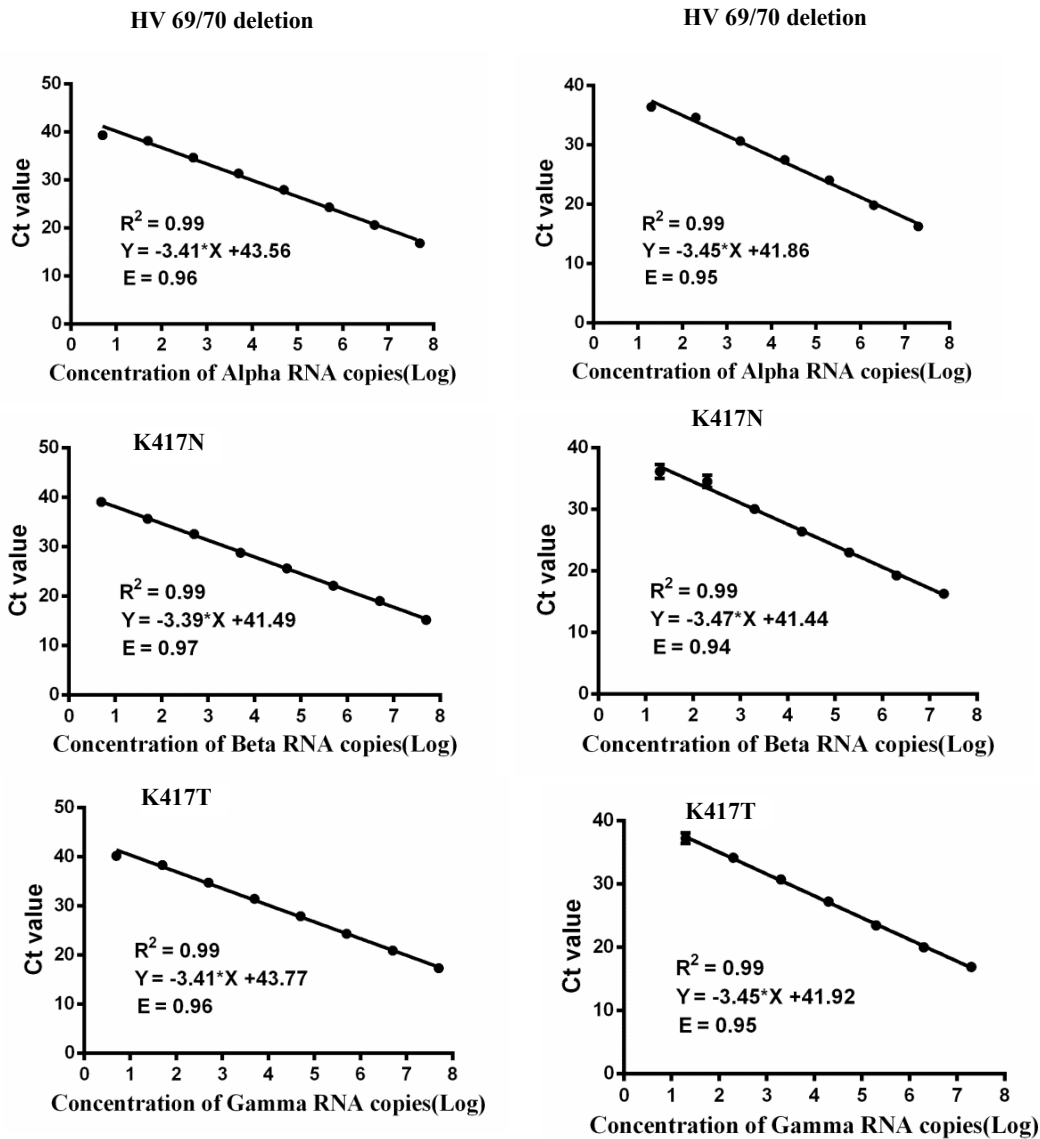 HV 69/70 deletion
50
40
30
20
10
0
Ct value
R² = 0.99
Y = -3.41*X +43.56
E = 0.96
0 1 2 3 4 5 6 7 8
Concentration of Alpha RNA copies(Log)
HV 69/70 deletion
40
30
20
10
0
Ct value
R² = 0.99
Y = -3.45*X +41.86
E = 0.95
0 1 2 3 4 5 6 7 8
Concentration of Alpha RNA copies(Log)
K417N
50
40
30
20
10
0
Ct value
R² = 0.99
Y = -3.39*X +41.49
E = 0.97
0 1 2 3 4 5 6 7 8
Concentration of Beta RNA copies(Log)
K417N
40
30
20
10
0
Ct value
R² = 0.99
Y = -3.47*X +41.44
E = 0.94
0 1 2 3 4 5 6 7 8
Concentration of Beta RNA copies(Log)
K417T
50
40
30
20
10
0
Ct value
R² = 0.99
Y = -3.41*X +43.77
E = 0.96
0 1 2 3 4 5 6 7 8
Concentration of Gamma RNA copies(Log)
K417T
40
30
20
10
0
Ct value
R² = 0.99
Y = -3.45*X +41.92
E = 0.95
0 1 2 3 4 5 6 7 8
Concentration of Gamma RNA copies(Log)